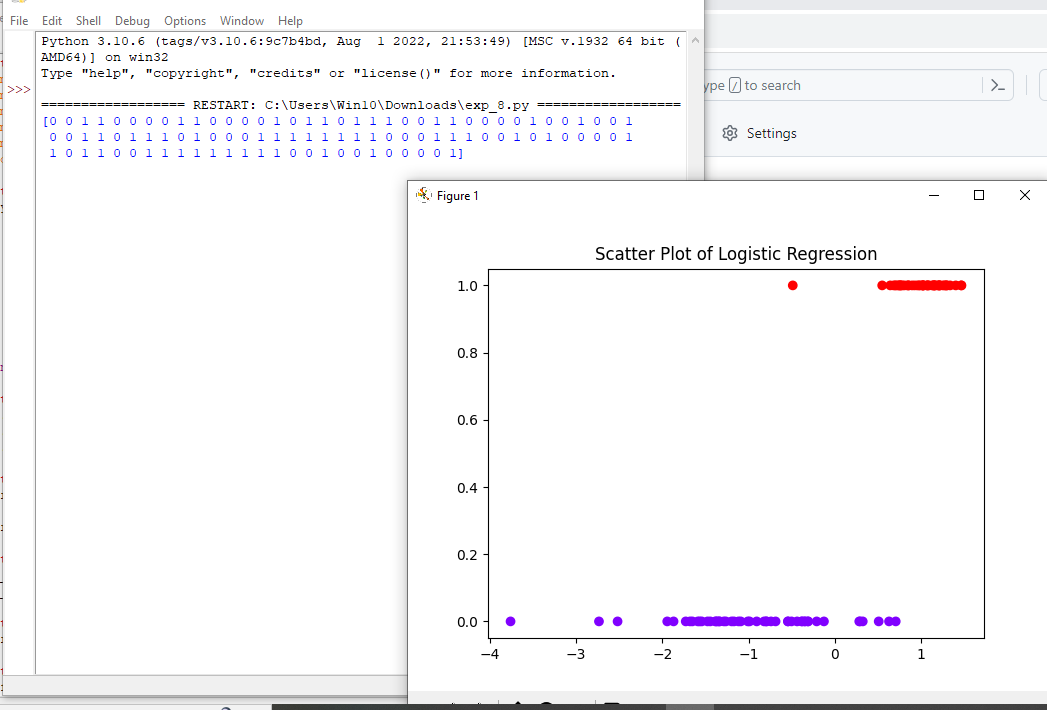 File Edit Shell Debug Options Window Help
Python 3.10.6 (tags/v3.10.6:9c7b4bd, Aug  1 2022, 21:53:49) [MSC v.1932 64 bit (
AMD64)] on win32
Type "help", "copyright", "credits" or "license()" for more information.
>>>
================== RESTART: C:\Users\Win10\Downloads\exp_8.py ==================
[0 0 1 1 0 0 0 0 1 1 0 0 0 0 1 0 1 1 0 1 1 1 0 0 1 1 0 0 0 0 1 0 0 1 0 0 1
0 0 1 1 0 1 1 1 0 1 0 0 0 1 1 1 1 1 1 1 1 0 0 0 1 1 1 0 0 1 0 1 0 0 0 0 1
1 0 1 1 0 0 1 1 1 1 1 1 1 1 1 0 0 1 0 0 1 0 0 0 0 1]
ype / to search
Settings
Figure 1
Scatter Plot of Logistic Regression
1.0
0.8
0.6
0.4
0.2
0.0
−4 −3 −2 −1 0 1